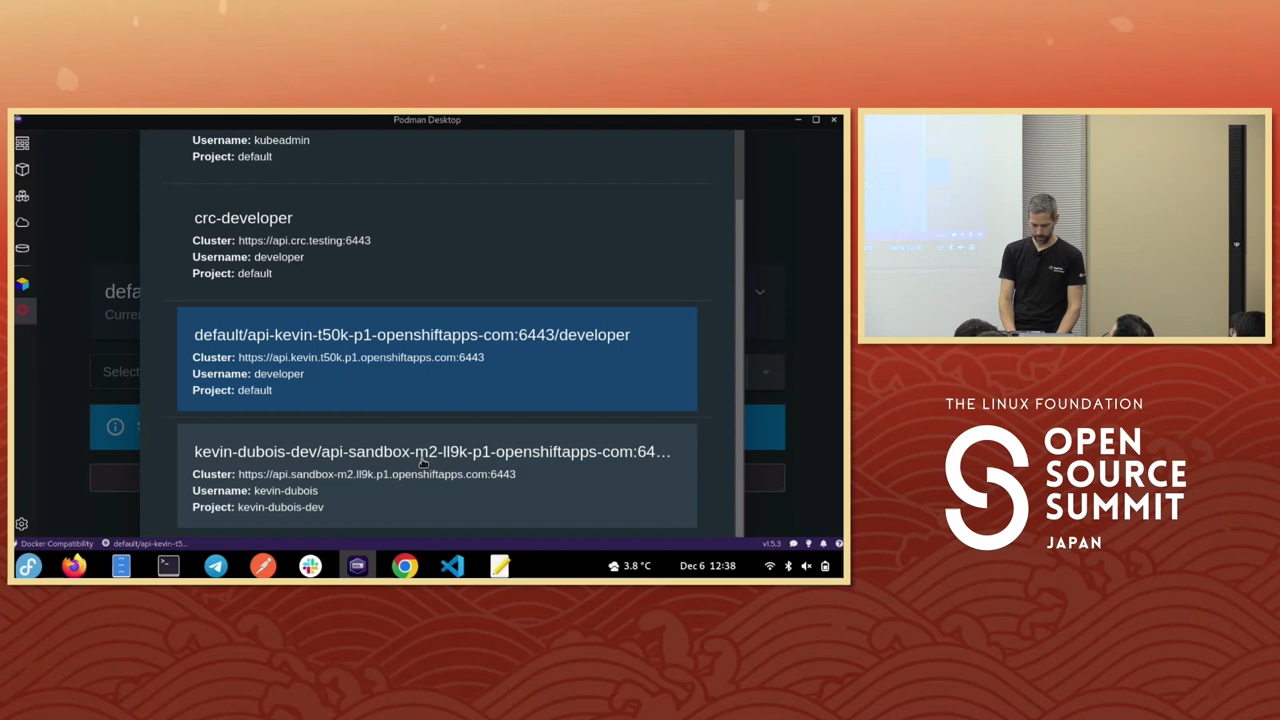 Podman Desktop
Username: kubeadmin
Project: default
crc-developer
Cluster: https://api.crc.testing:6443
Username: developer
Project: default
defa
Curre
default/api-kevin-t50k-p1-openshiftapps-com:6443/developer
Cluster: https://api.kevin.t50k.p1.openshiftapps.com:6443
Username: developer
Project: default
Select
kevin-dubois-dev/api-sandbox-m2-ll9k-p1-openshiftapps-com:64...
Cluster: https://api.sandbox-m2.ll9k.p1.openshiftapps.com:6443
Username: kevin-dubois
Project: kevin-dubois-dev
Docker Compatibility
default/api-kevin-t5...
v1.5.3
3.8 °C
Dec 6 12:38
THE LINUX FOUNDATION
OPEN
SOURCE
SUMMIT
JAPAN